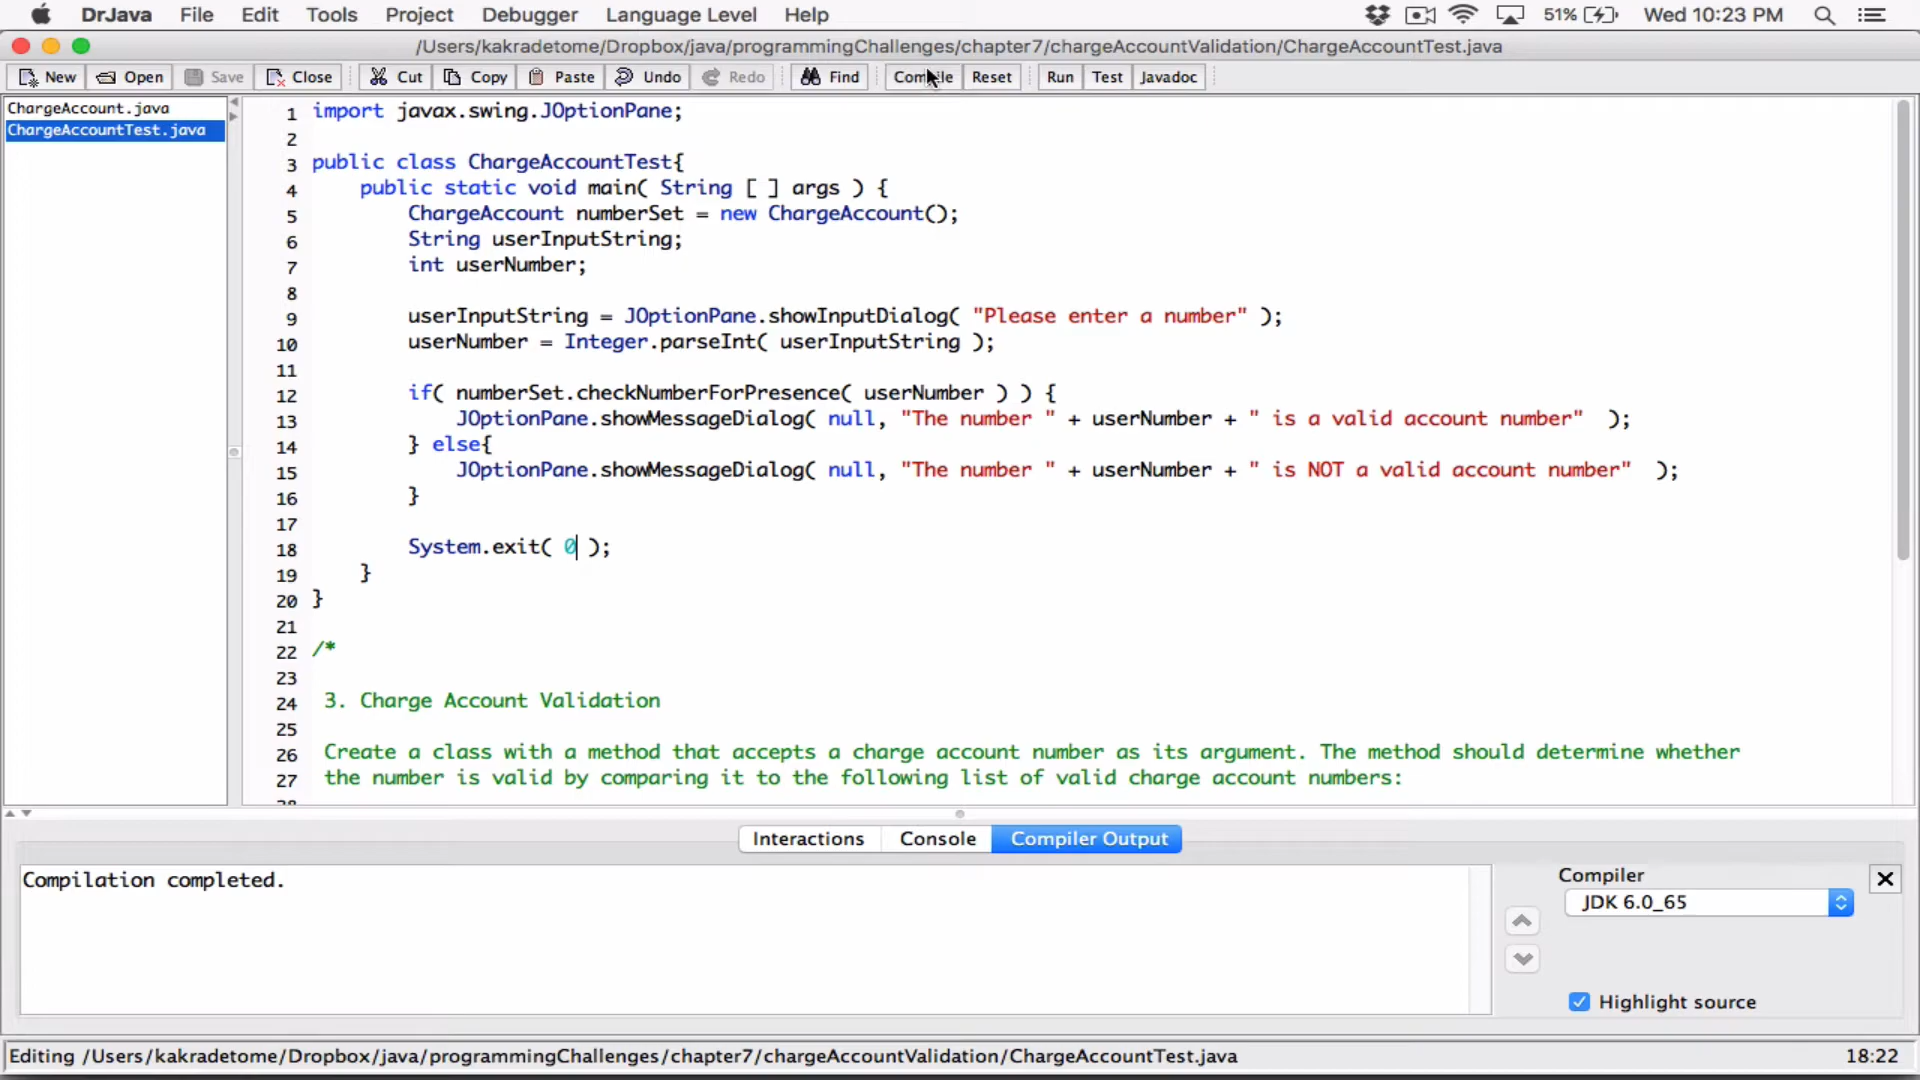 DrJava File Edit Tools Project Debugger Language Level Help 51% Wed 10:23 PM
/Users/kakradetome/Dropbox/java/programmingChallenges/chapter7/chargeAccountValidation/ChargeAccountTest.java
New Open Save Close Cut Copy Paste Undo Redo Find Compile Reset Run Test Javadoc
ChargeAccount.java
ChargeAccountTest.java
1 import javax.swing.JOptionPane;
2
3 public class ChargeAccountTest{
4 public static void main( String [ ] args ) {
5 ChargeAccount numberSet = new ChargeAccount();
6 String userInputString;
7 int userNumber;
8
9 userInputString = JOptionPane.showInputDialog( "Please enter a number" );
10 userNumber = Integer.parseInt( userInputString );
11
12 if( numberSet.checkNumberForPresence( userNumber ) ) {
13 JOptionPane.showMessageDialog( null, "The number " + userNumber + " is a valid account number" );
14 } else{
15 JOptionPane.showMessageDialog( null, "The number " + userNumber + " is NOT a valid account number" );
16 }
17
18 System.exit( 0 );
19 }
20 }
21
22 /*
23
24 3. Charge Account Validation
25
26 Create a class with a method that accepts a charge account number as its argument. The method should determine whether
27 the number is valid by comparing it to the following list of valid charge account numbers:
28
Interactions Console Compiler Output
Compilation completed.
Compiler
JDK 6.0_65
Highlight source
Editing /Users/kakradetome/Dropbox/java/programmingChallenges/chapter7/chargeAccountValidation/ChargeAccountTest.java 18:22